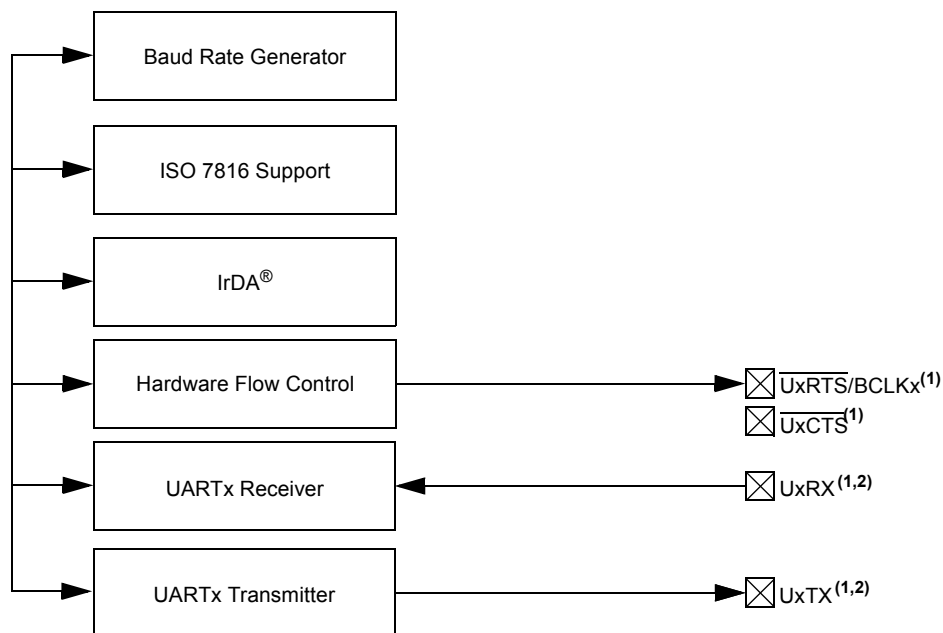 Baud Rate Generator
ISO 7816 Support
IrDA®
Hardware Flow Control
UxRTS/BCLKx(1)
UxCTS(1)
UARTx Receiver
UxRX(1,2)
UARTx Transmitter
UxTX(1,2)